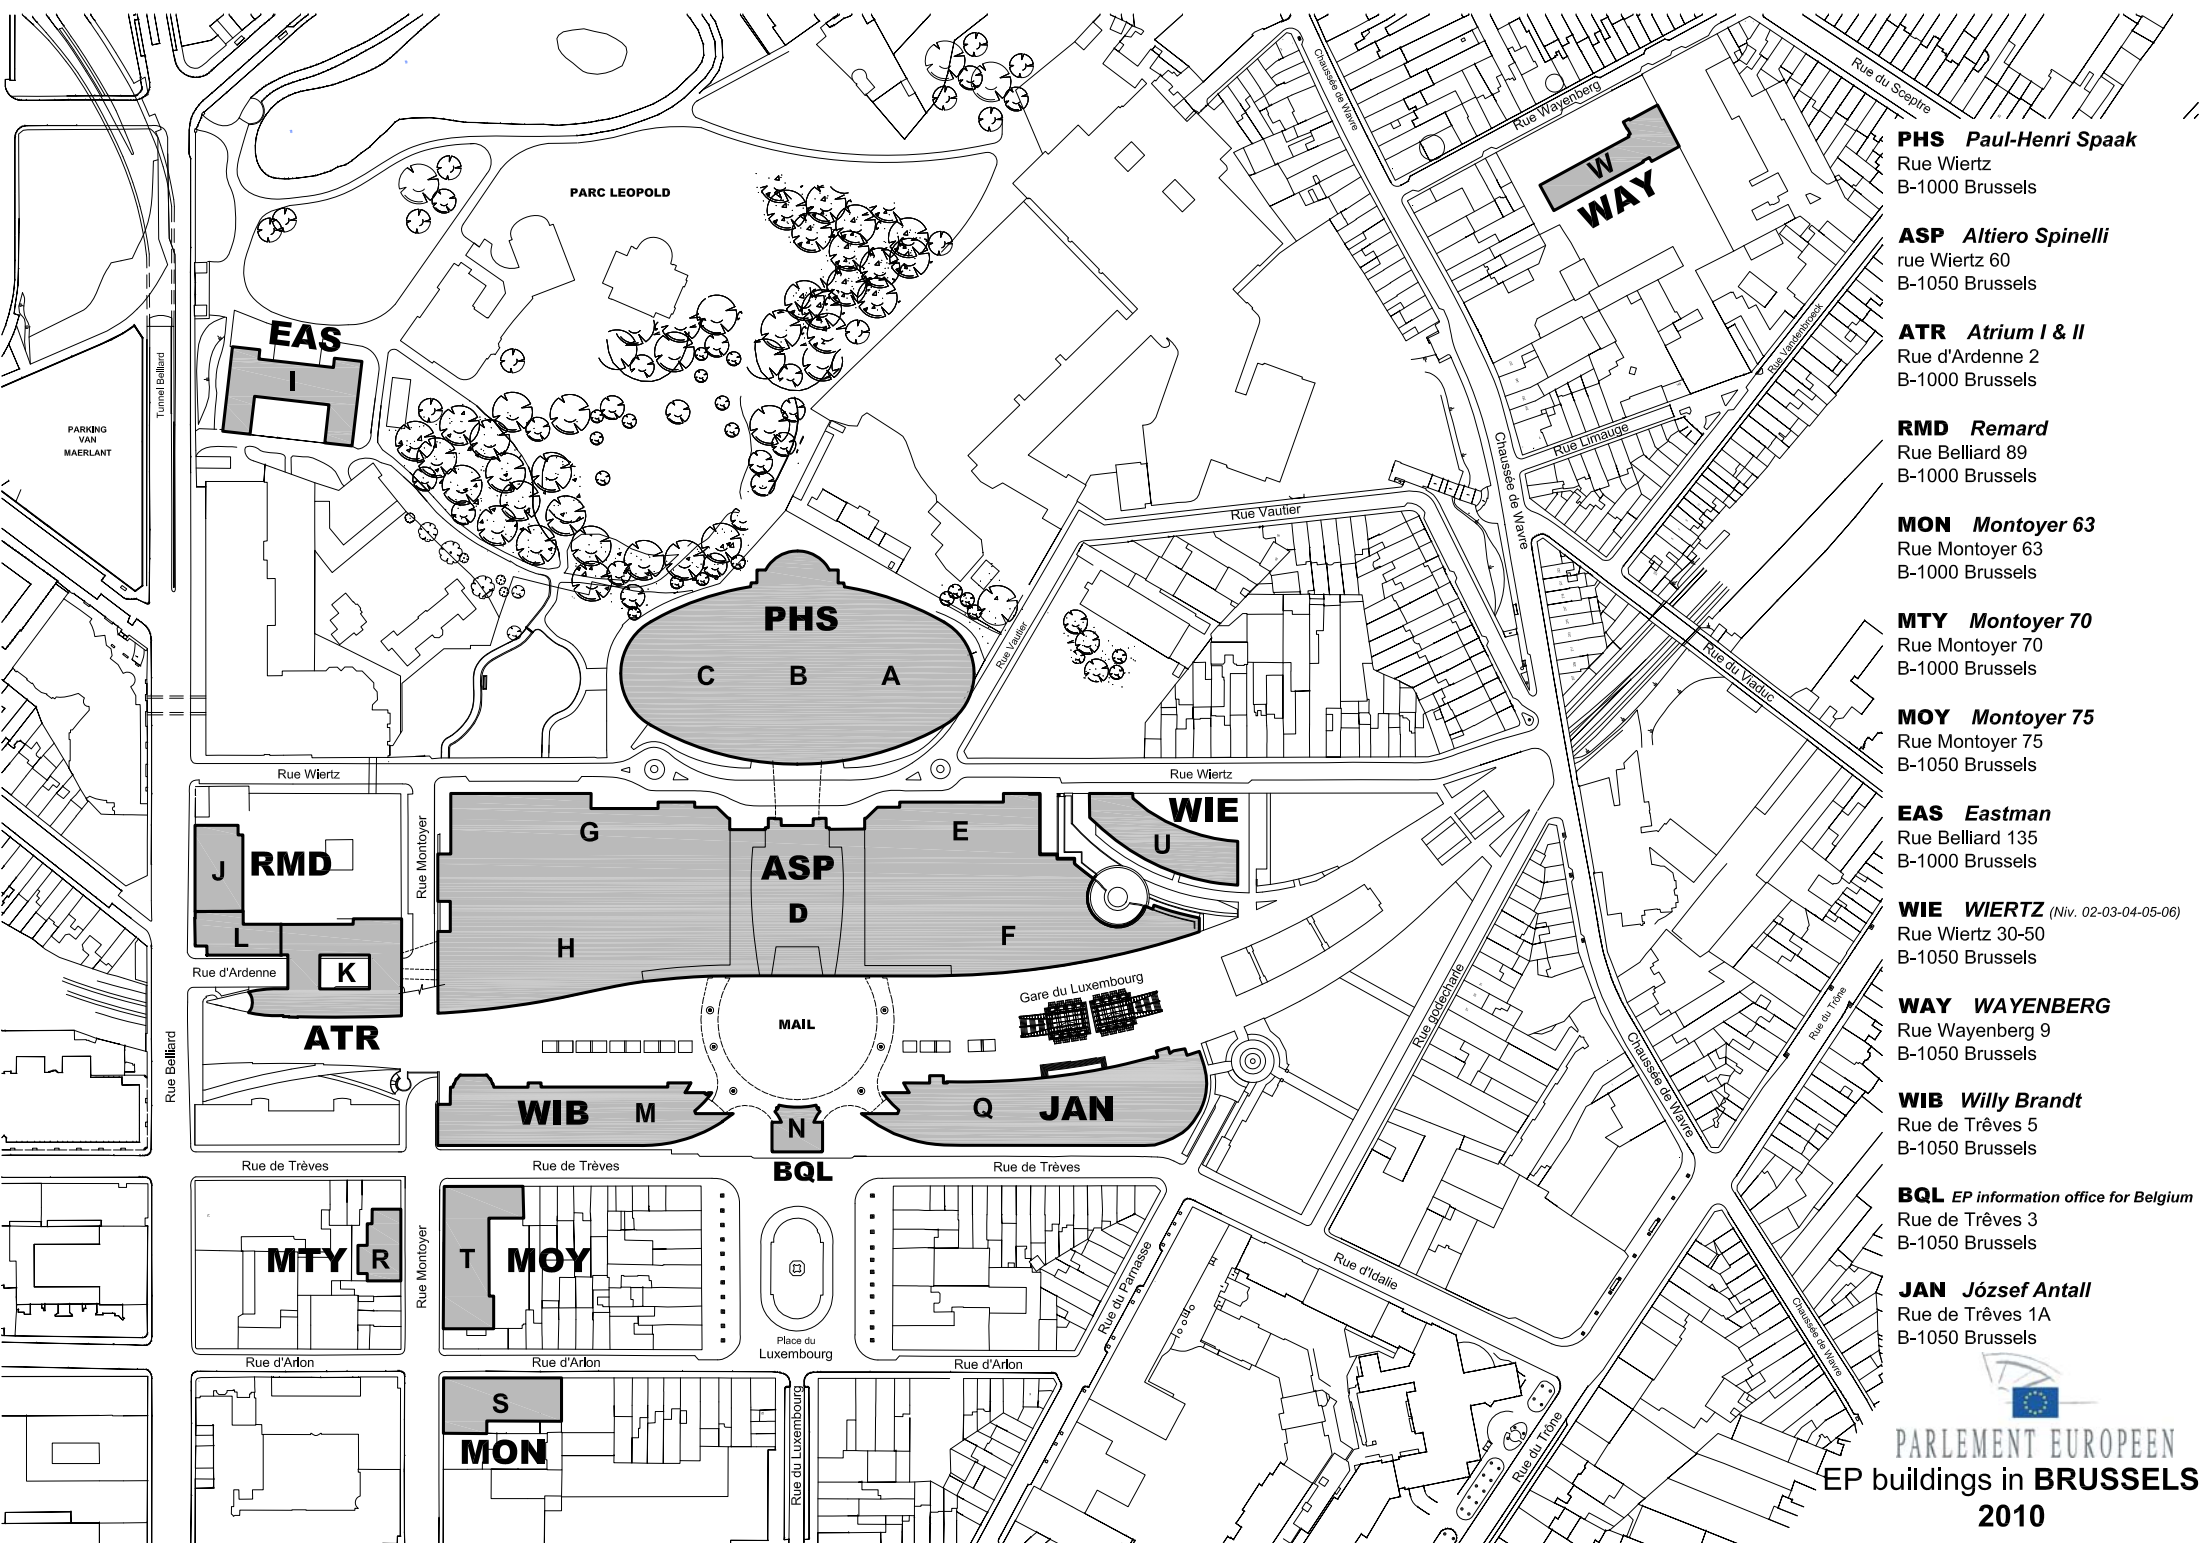 Chaussée de Wavre
Rue du Sceptre
Rue Wayenberg
W
WAY
PARC LEOPOLD
EAS
I
Tunnel Belliard
PARKING
VAN
MAERLANT
Rue Vandenbroeck
Rue Limauge
Chaussée de Wavre
Rue Vautier
PHS
C B A
Rue Vautier
Rue du Viaduc
Rue Wiertz
Rue Wiertz
WIE
U
G
E
ASP
D
H
F
J
RMD
Rue Montoyer
L
K
Rue d'Ardenne
ATR
Gare du Luxembourg
MAIL
Rue godecharle
Rue du Trône
Chaussée de Wavre
Rue Belliard
WIB M
N
BQL
Q JAN
Rue de Trèves
Rue de Trèves
Rue de Trèves
MTY R
Rue Montoyer
T MOY
Place du
Luxembourg
Rue du Parnasse
Rue d'Idalie
Chaussée de Wavre
Rue d'Arlon
Rue d'Arlon
Rue d'Arlon
S
MON
Rue du Luxembourg
Rue du Trône
PHS Paul-Henri Spaak
Rue Wiertz
B-1000 Brussels
ASP Altiero Spinelli
rue Wiertz 60
B-1050 Brussels
ATR Atrium I & II
Rue d'Ardenne 2
B-1000 Brussels
RMD Remard
Rue Belliard 89
B-1000 Brussels
MON Montoyer 63
Rue Montoyer 63
B-1000 Brussels
MTY Montoyer 70
Rue Montoyer 70
B-1000 Brussels
MOY Montoyer 75
Rue Montoyer 75
B-1050 Brussels
EAS Eastman
Rue Belliard 135
B-1000 Brussels
WIE WIERTZ (Niv. 02-03-04-05-06)
Rue Wiertz 30-50
B-1050 Brussels
WAY WAYENBERG
Rue Wayenberg 9
B-1050 Brussels
WIB Willy Brandt
Rue de Trêves 5
B-1050 Brussels
BQL EP information office for Belgium
Rue de Trêves 3
B-1050 Brussels
JAN József Antall
Rue de Trêves 1A
B-1050 Brussels
PARLEMENT EUROPEEN
EP buildings in BRUSSELS
2010